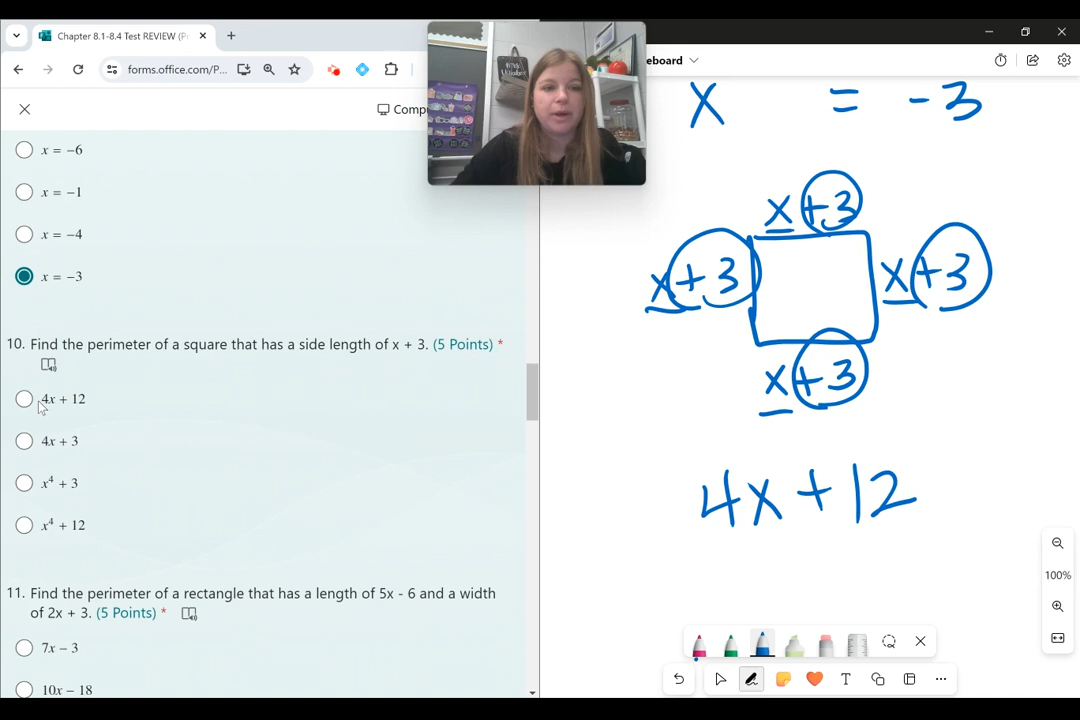 Chapter 8.1-8.4 Test REVIEW (P
forms.office.com/P...
Comp
eboard
x = −6
x = −1
x = −4
x = −3
10. Find the perimeter of a square that has a side length of x + 3. (5 Points) *
4x + 12
4x + 3
x⁴ + 3
x⁴ + 12
11. Find the perimeter of a rectangle that has a length of 5x - 6 and a width
of 2x + 3. (5 Points) *
7x − 3
10x − 18
x = -3
x +3
x +3
x +3
x +3
4x + 12
100%
T